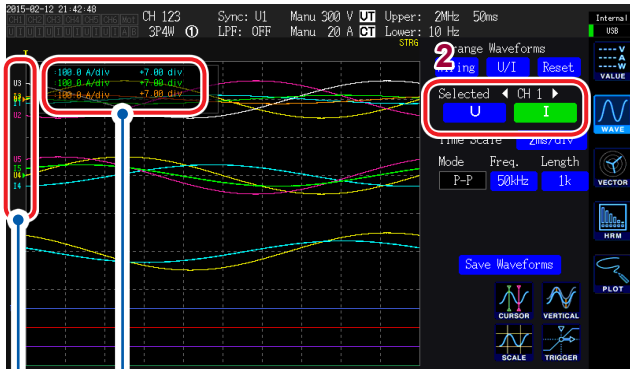 2015-02-12 21:42:48
CH1 CH2 CH3 CH4 CH5 CH6 Mot
U I U I U I U I U I U I A B
CH 123
3P4W ①
Sync: U1
LPF: OFF
Manu 300 V UT
Manu 20 A CT
Upper: 2MHz 50ms
Lower: 10 Hz
Internal
USB
STRG
:100.0 A/div +7.00 div
:100.0 A/div +7.00 div
:100.0 A/div +7.00 div
U3
I1
U2
U5
I5
U4
I4
2
Arrange Waveforms
Wiring U/I Reset
Selected CH 1
U I
Time Scale 2ms/div
Mode Freq. Length
P-P 50kHz 1k
Save Waveforms
CURSOR VERTICAL
SCALE TRIGGER
V
A
W
VALUE
WAVE
VECTOR
HRM
PLOT